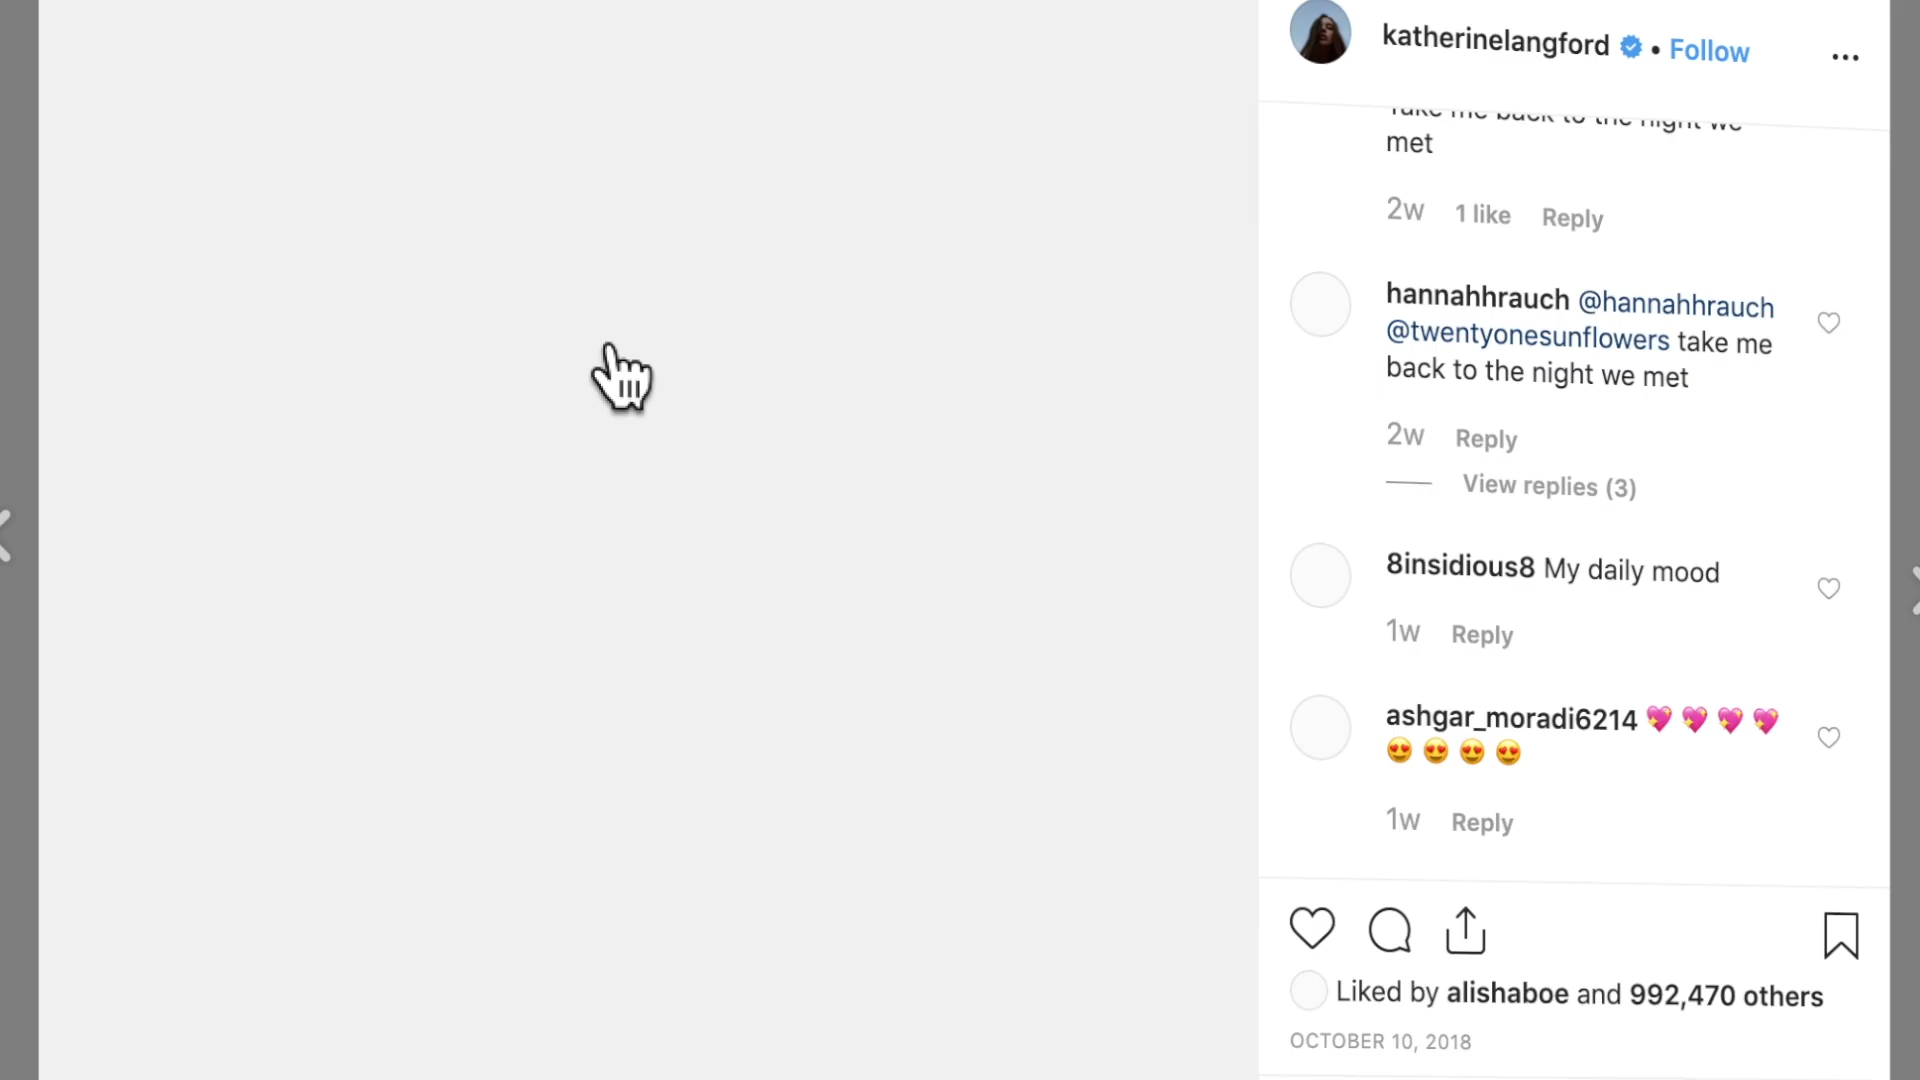 katherinelangford • Follow
Take me back to the night we
met
2w 1 like Reply
hannahhrauch @hannahhrauch
@twentyonesunflowers take me
back to the night we met
2w Reply
View replies (3)
8insidious8 My daily mood
1w Reply
ashgar_moradi6214 💖 💖 💖 💖
😍 😍 😍 😍
1w Reply
Liked by alishaboe and 992,470 others
OCTOBER 10, 2018